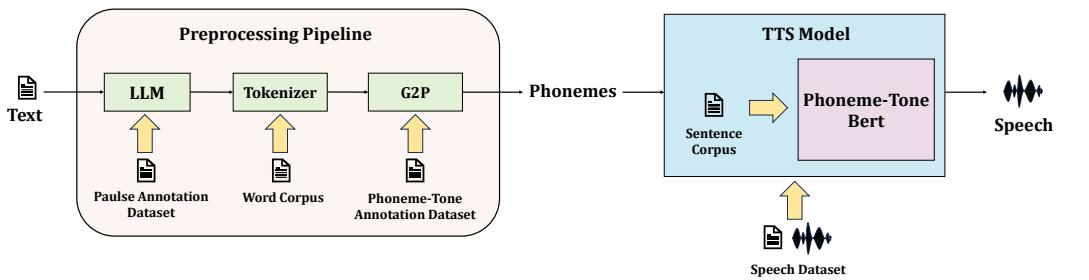 Preprocessing Pipeline
Text
LLM
Tokenizer
G2P
Paulse Annotation
Dataset
Word Corpus
Phoneme-Tone
Annotation Dataset
Phonemes
TTS Model
Sentence
Corpus
Phoneme-Tone
Bert
Speech
Speech Dataset